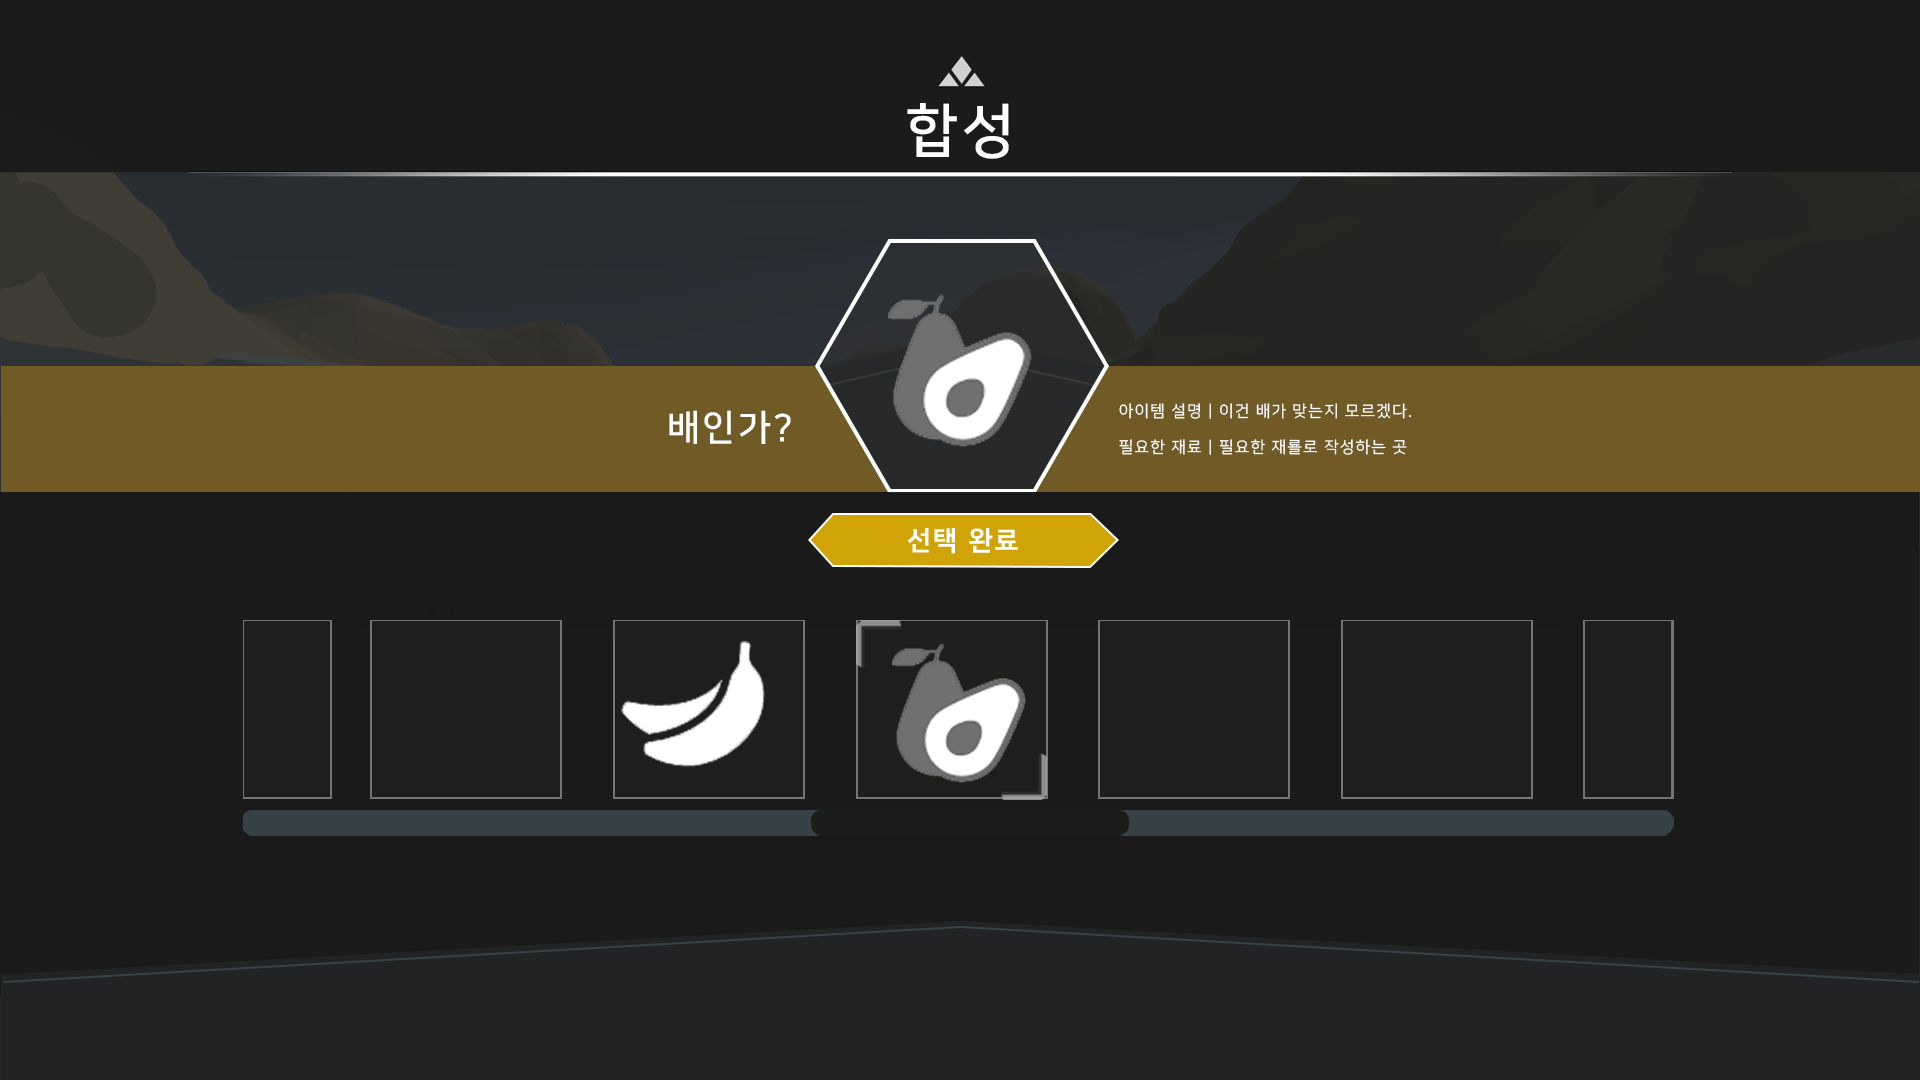 합성
배인가?
아이템 설명 | 이건 배가 맞는지 모르겠다.
필요한 재료 | 필요한 재룔로 작성하는 곳
선택 완료